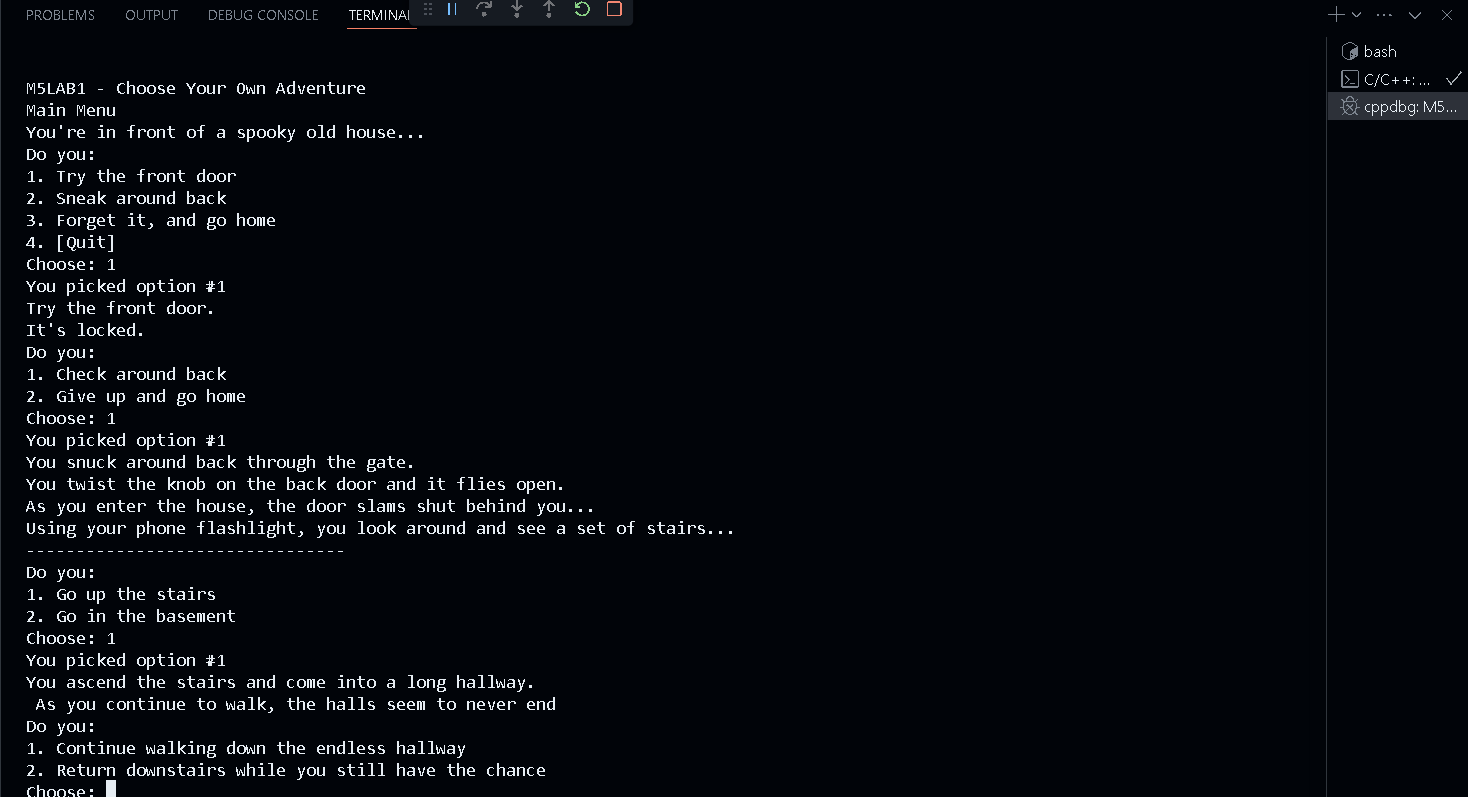 PROBLEMS OUTPUT DEBUG CONSOLE TERMINAL
bash
C/C++: ...
cppdbg: M5...
M5LAB1 - Choose Your Own Adventure
Main Menu
You're in front of a spooky old house...
Do you:
1. Try the front door
2. Sneak around back
3. Forget it, and go home
4. [Quit]
Choose: 1
You picked option #1
Try the front door.
It's locked.
Do you:
1. Check around back
2. Give up and go home
Choose: 1
You picked option #1
You snuck around back through the gate.
You twist the knob on the back door and it flies open.
As you enter the house, the door slams shut behind you...
Using your phone flashlight, you look around and see a set of stairs...
--------------------------------
Do you:
1. Go up the stairs
2. Go in the basement
Choose: 1
You picked option #1
You ascend the stairs and come into a long hallway.
 As you continue to walk, the halls seem to never end
Do you:
1. Continue walking down the endless hallway
2. Return downstairs while you still have the chance
Choose: